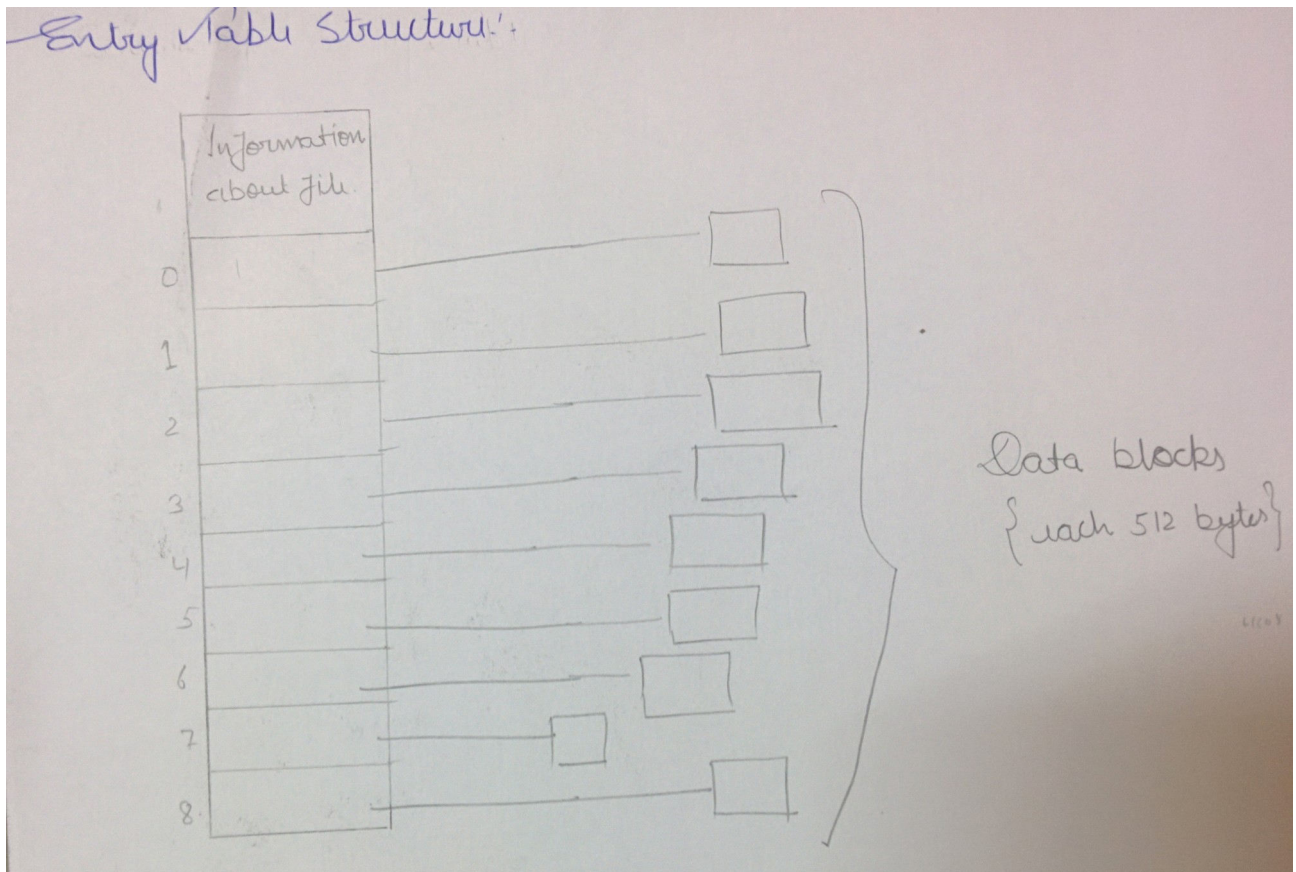 Entry Table Structure:
Information
about file.
0
1
2
3
4
5
6
7
8.
Data blocks
{each 512 bytes}